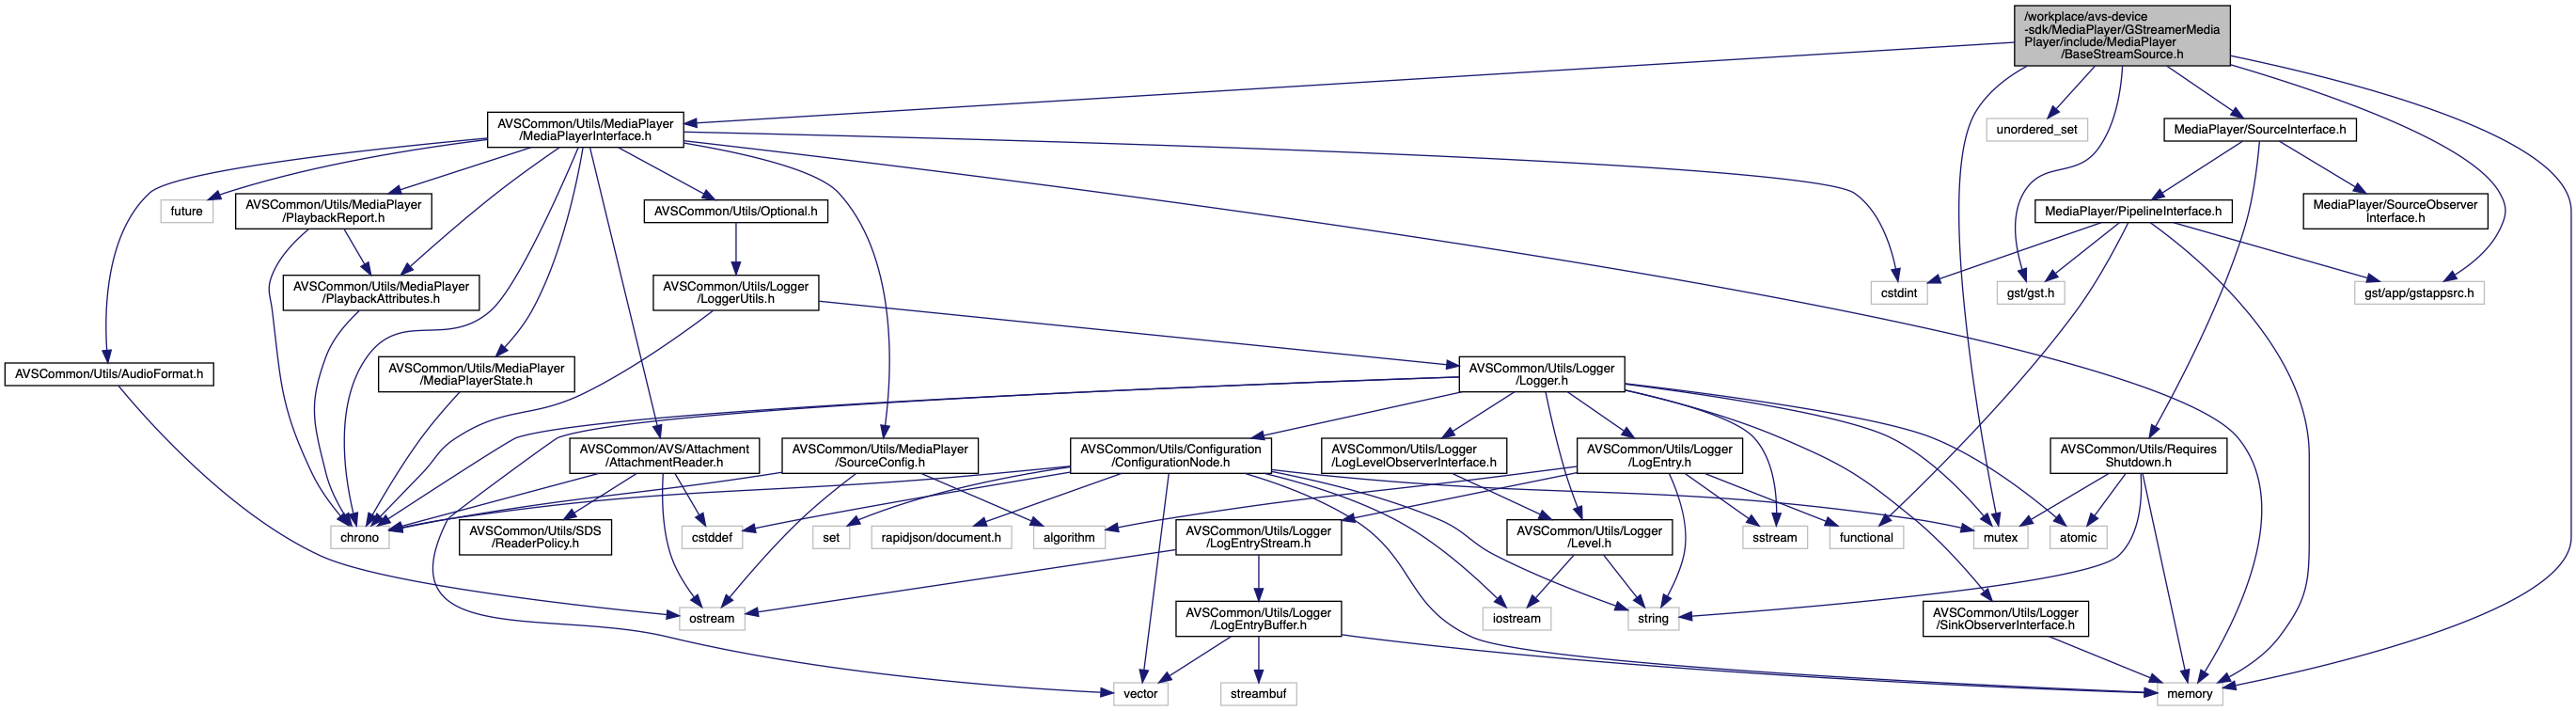 /workplace/avs-device
-sdk/MediaPlayer/GStreamerMedia
Player/include/MediaPlayer
/BaseStreamSource.h
AVSCommon/Utils/MediaPlayer
/MediaPlayerInterface.h
unordered_set
MediaPlayer/SourceInterface.h
future
AVSCommon/Utils/MediaPlayer
/PlaybackReport.h
AVSCommon/Utils/Optional.h
MediaPlayer/PipelineInterface.h
MediaPlayer/SourceObserver
Interface.h
AVSCommon/Utils/MediaPlayer
/PlaybackAttributes.h
AVSCommon/Utils/Logger
/LoggerUtils.h
cstdint
gst/gst.h
gst/app/gstappsrc.h
AVSCommon/Utils/AudioFormat.h
AVSCommon/Utils/MediaPlayer
/MediaPlayerState.h
AVSCommon/Utils/Logger
/Logger.h
AVSCommon/AVS/Attachment
/AttachmentReader.h
AVSCommon/Utils/MediaPlayer
/SourceConfig.h
AVSCommon/Utils/Configuration
/ConfigurationNode.h
AVSCommon/Utils/Logger
/LogLevelObserverInterface.h
AVSCommon/Utils/Logger
/LogEntry.h
AVSCommon/Utils/Requires
Shutdown.h
chrono
AVSCommon/Utils/SDS
/ReaderPolicy.h
cstddef
set
rapidjson/document.h
algorithm
AVSCommon/Utils/Logger
/LogEntryStream.h
AVSCommon/Utils/Logger
/Level.h
sstream
functional
mutex
atomic
ostream
AVSCommon/Utils/Logger
/LogEntryBuffer.h
iostream
string
AVSCommon/Utils/Logger
/SinkObserverInterface.h
vector
streambuf
memory